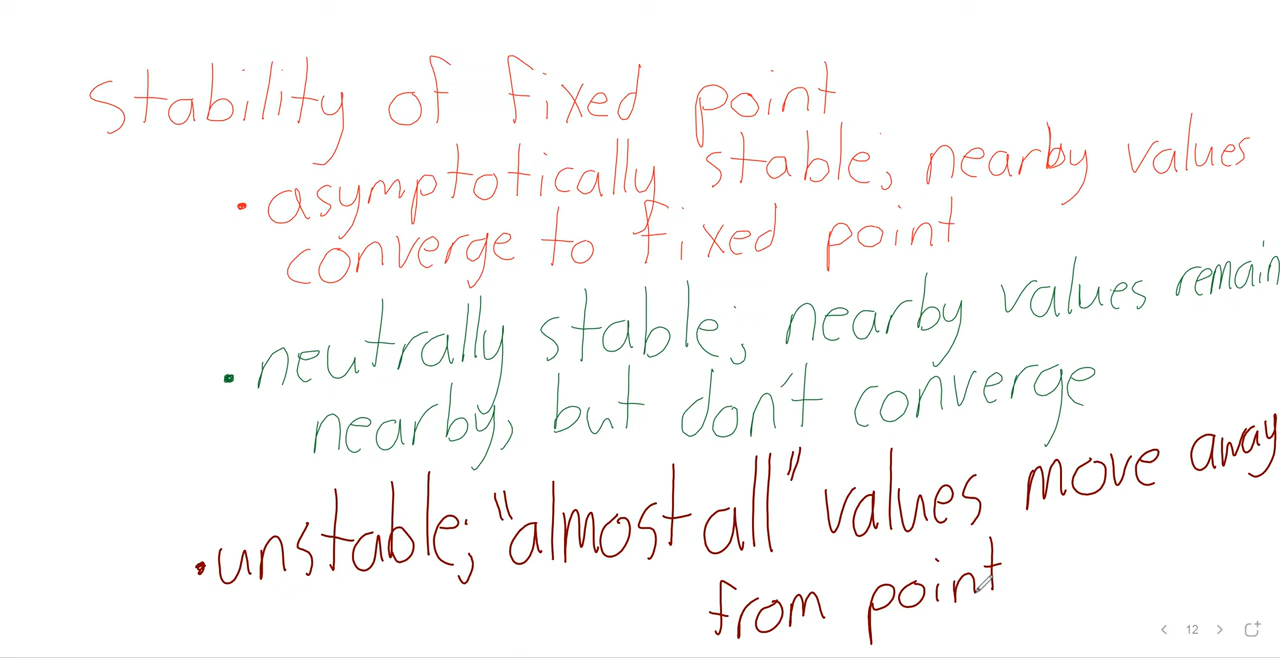 Stability of fixed point
• asymptotically stable; nearby values
converge to fixed point
• neutrally stable; nearby values remain
nearby, but don't converge
• unstable; "almost all" values move away
from point
12